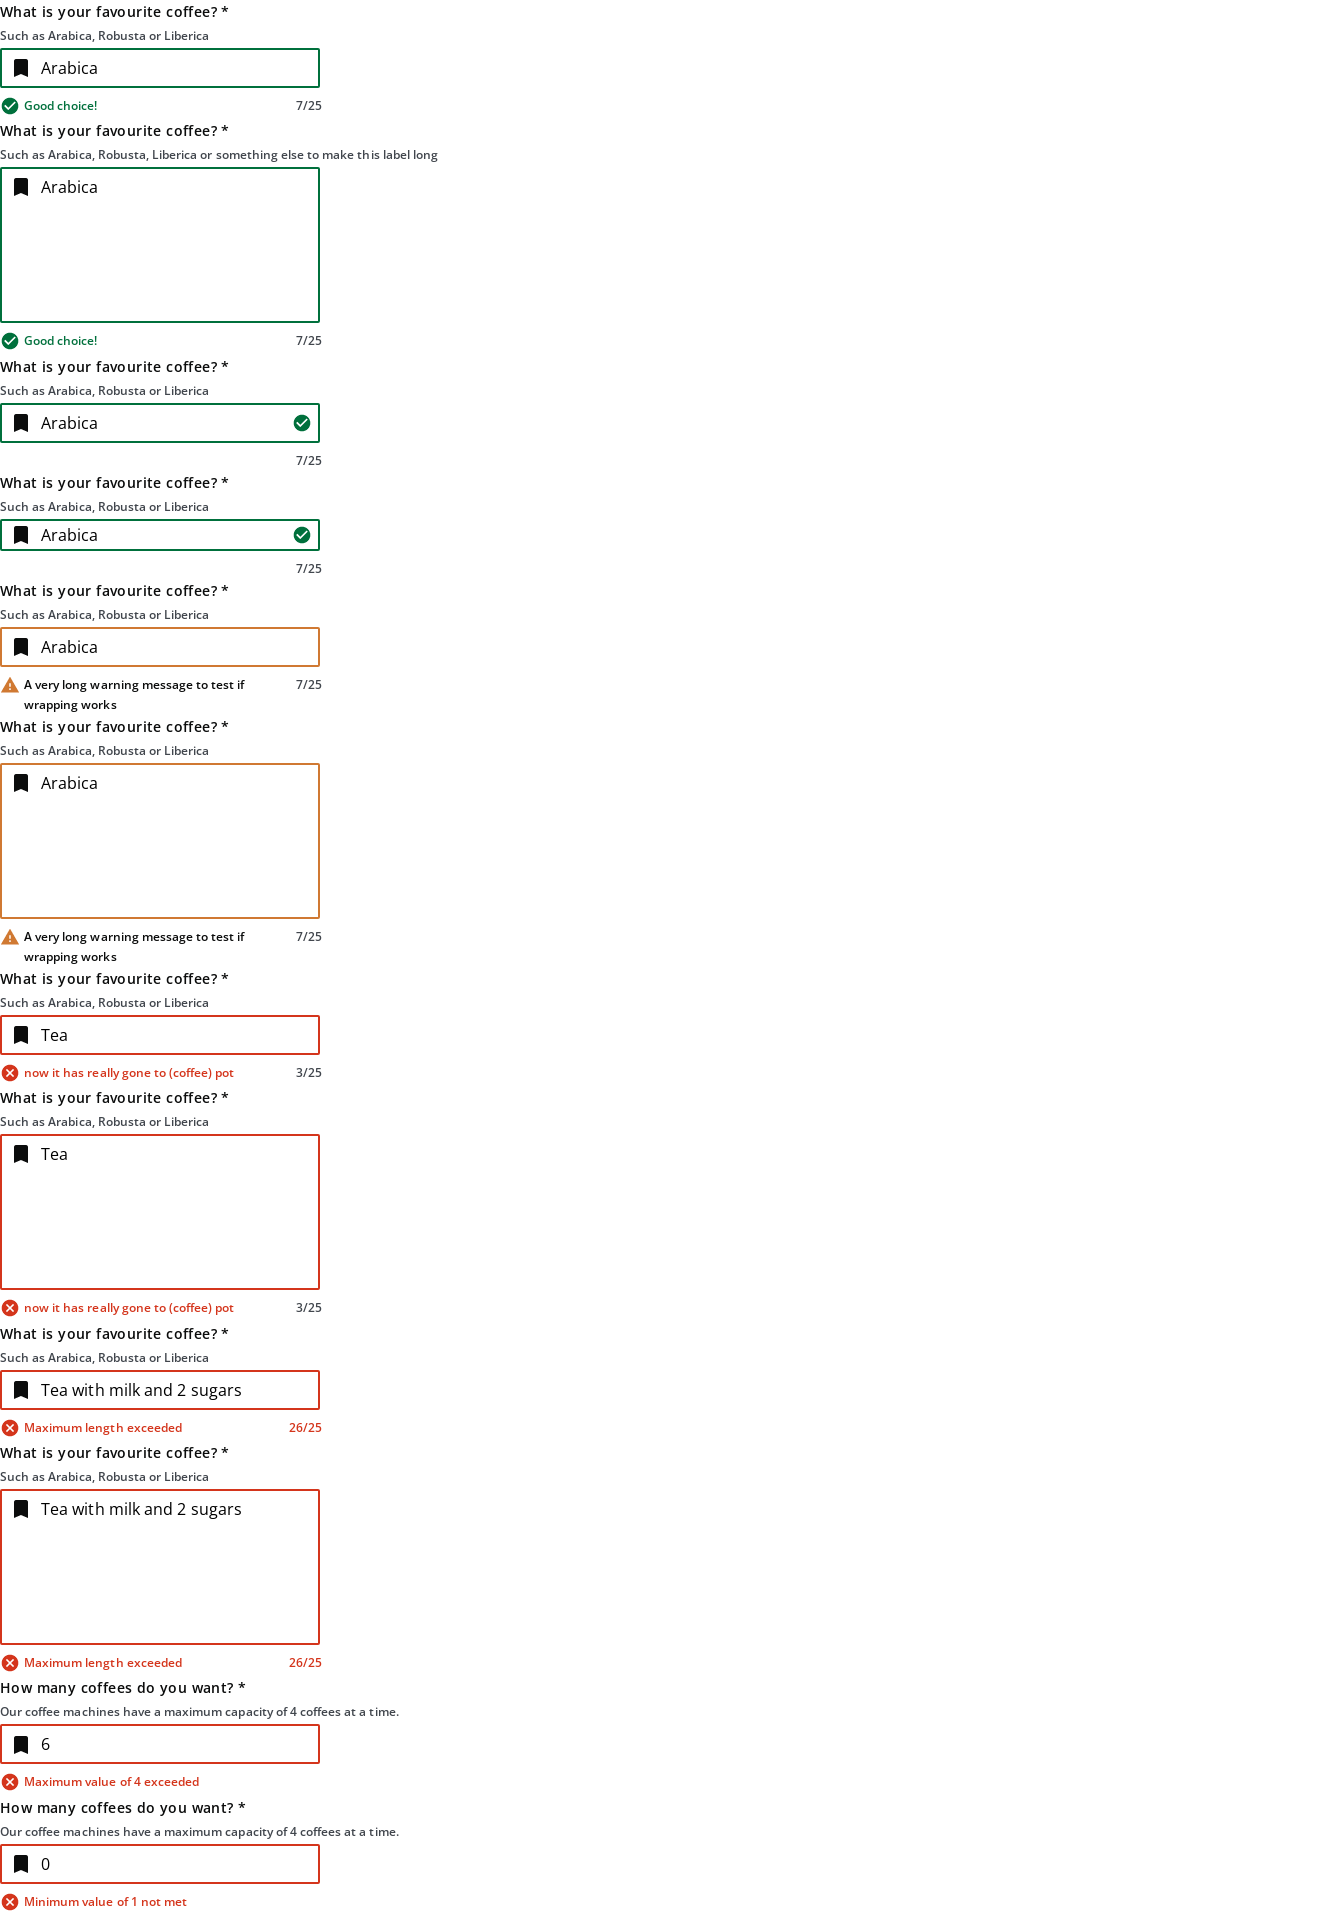 What is your favourite coffee? *
Such as Arabica, Robusta or Liberica
Arabica
Good choice! 7/25
What is your favourite coffee? *
Such as Arabica, Robusta, Liberica or something else to make this label long
Arabica
Good choice! 7/25
What is your favourite coffee? *
Such as Arabica, Robusta or Liberica
Arabica
7/25
What is your favourite coffee? *
Such as Arabica, Robusta or Liberica
Arabica
7/25
What is your favourite coffee? *
Such as Arabica, Robusta or Liberica
Arabica
A very long warning message to test if 7/25
wrapping works
What is your favourite coffee? *
Such as Arabica, Robusta or Liberica
Arabica
A very long warning message to test if 7/25
wrapping works
What is your favourite coffee? *
Such as Arabica, Robusta or Liberica
Tea
now it has really gone to (coffee) pot 3/25
What is your favourite coffee? *
Such as Arabica, Robusta or Liberica
Tea
now it has really gone to (coffee) pot 3/25
What is your favourite coffee? *
Such as Arabica, Robusta or Liberica
Tea with milk and 2 sugars
Maximum length exceeded 26/25
What is your favourite coffee? *
Such as Arabica, Robusta or Liberica
Tea with milk and 2 sugars
Maximum length exceeded 26/25
How many coffees do you want? *
Our coffee machines have a maximum capacity of 4 coffees at a time.
6
Maximum value of 4 exceeded
How many coffees do you want? *
Our coffee machines have a maximum capacity of 4 coffees at a time.
0
Minimum value of 1 not met